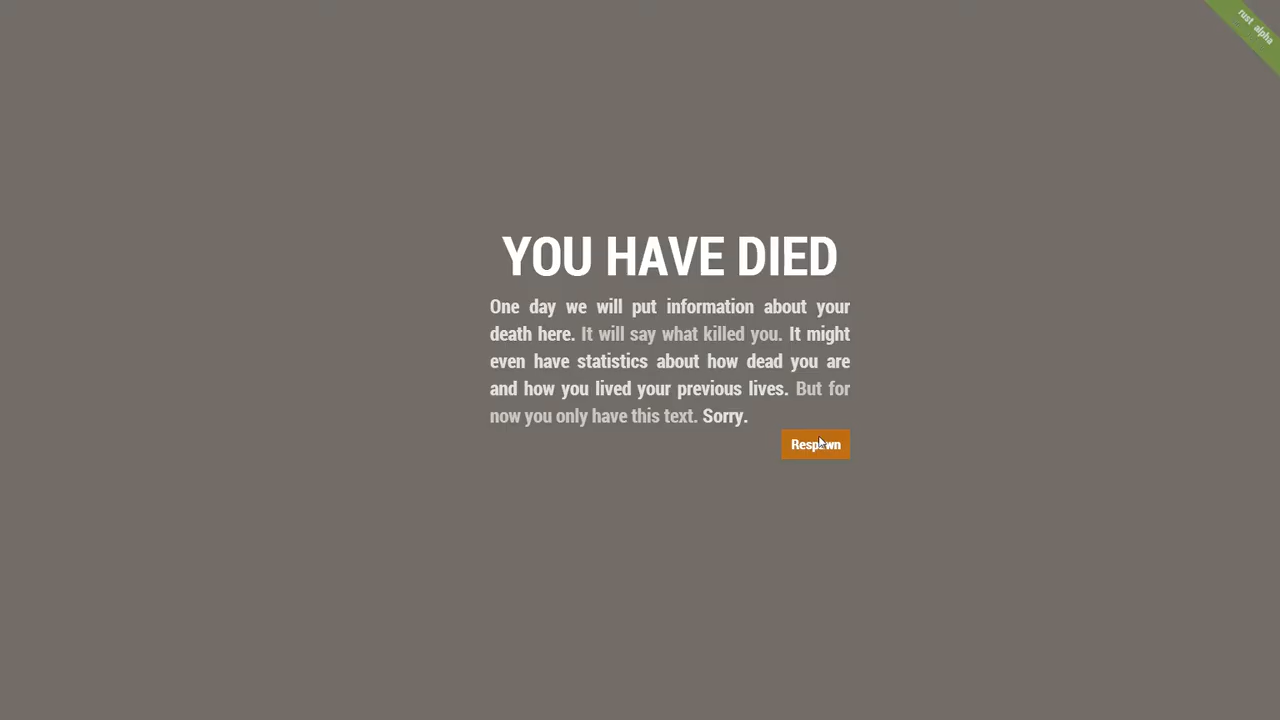 rust alpha
YOU HAVE DIED
One day we will put information about your
death here. It will say what killed you. It might
even have statistics about how dead you are
and how you lived your previous lives. But for
now you only have this text. Sorry.
Respawn